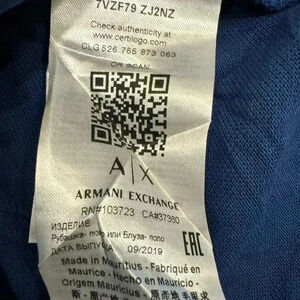 7VZF79 ZJ2NZ
Check authenticity at
www.certilogo.com
CLG 526 765 873 063
OR SCAN
A|X
ARMANI EXCHANGE
RN#103723 CA#37360
ИЗДЕЛИЕ
Рубашка- поло или Блуза- поло
ДАТА ВЫПУСКА 09/2019
EAC
Made in Mauritius - Fabriqué en
Maurice - Hecho en Mauricio -
Origem Maurícius -